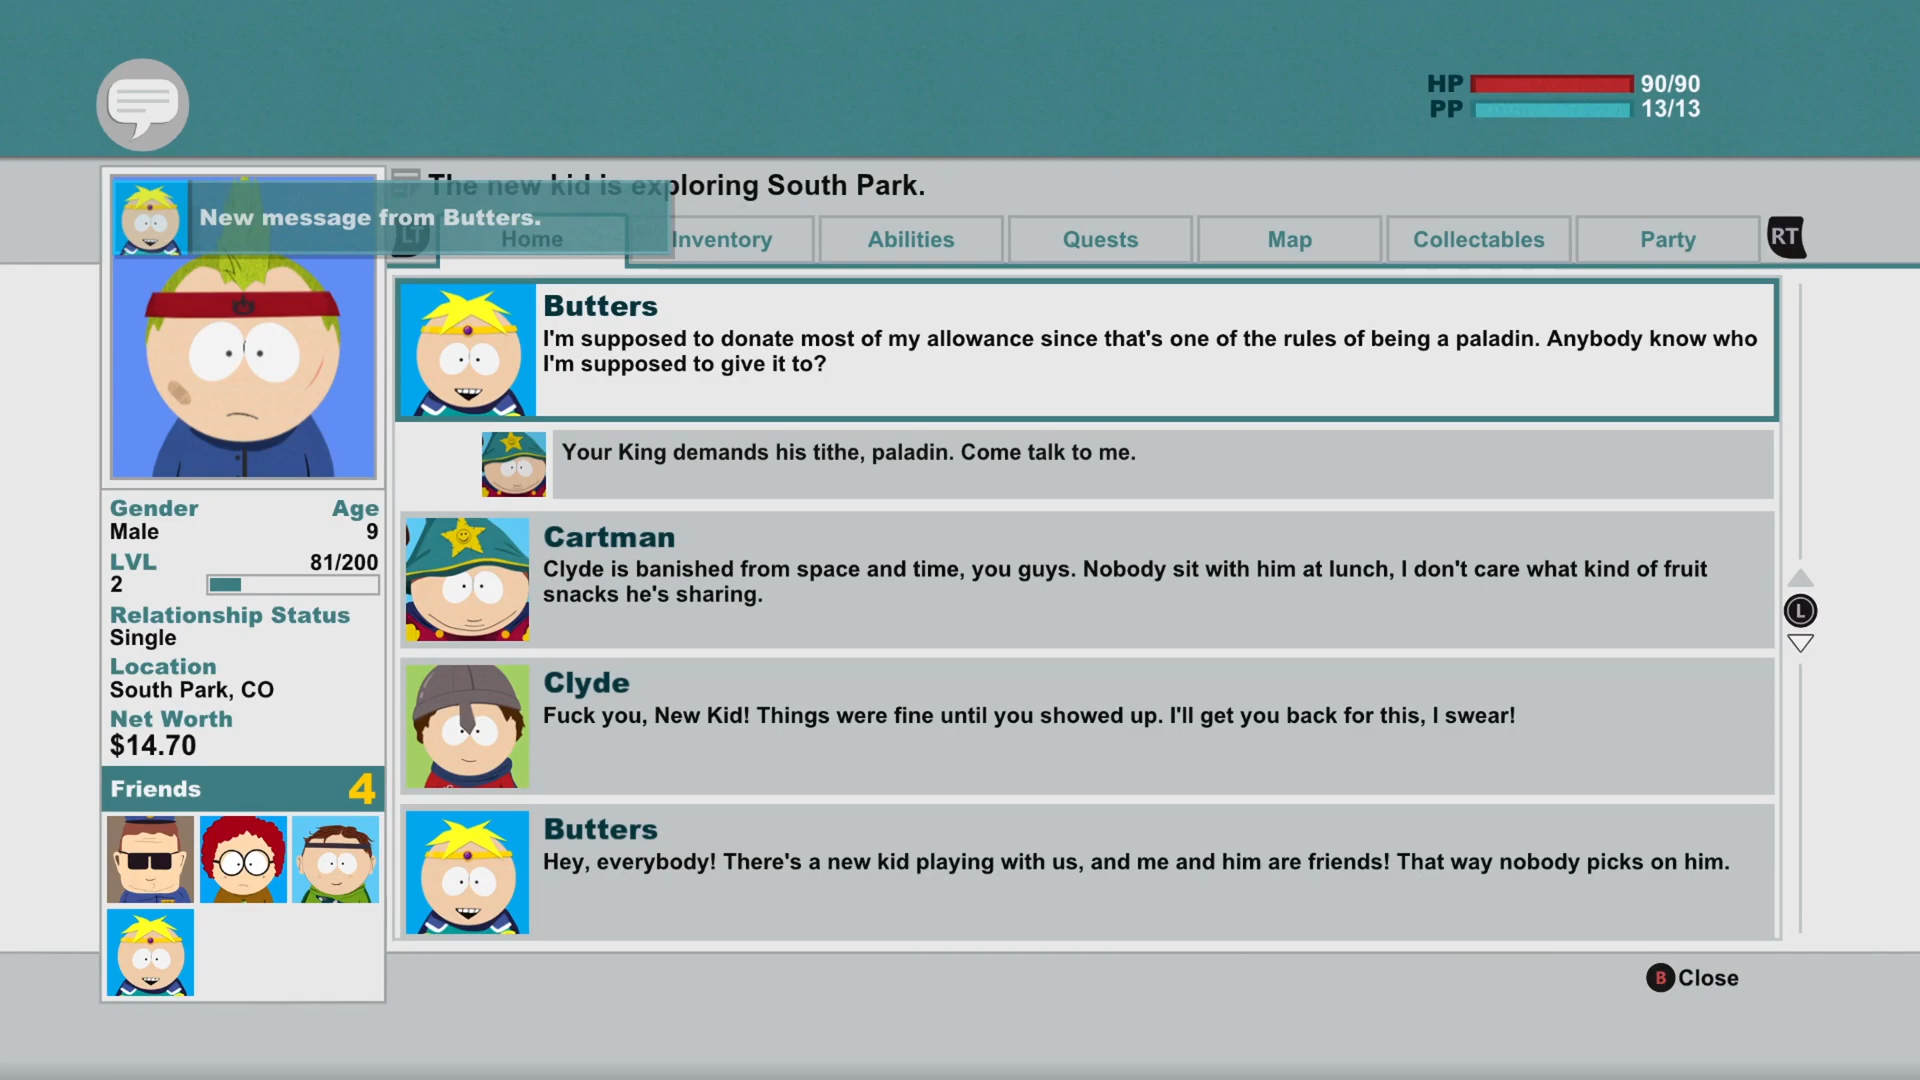 HP 90/90
PP 13/13
The new kid is exploring South Park.
New message from Butters.
LT
Home
Inventory
Abilities
Quests
Map
Collectables
Party
RT
Butters
I'm supposed to donate most of my allowance since that's one of the rules of being a paladin. Anybody know who
I'm supposed to give it to?
Your King demands his tithe, paladin. Come talk to me.
Cartman
Clyde is banished from space and time, you guys. Nobody sit with him at lunch, I don't care what kind of fruit
snacks he's sharing.
Clyde
Fuck you, New Kid! Things were fine until you showed up. I'll get you back for this, I swear!
Butters
Hey, everybody! There's a new kid playing with us, and me and him are friends! That way nobody picks on him.
Gender Age
Male 9
LVL 81/200
2
Relationship Status
Single
Location
South Park, CO
Net Worth
$14.70
Friends 4
L
B Close